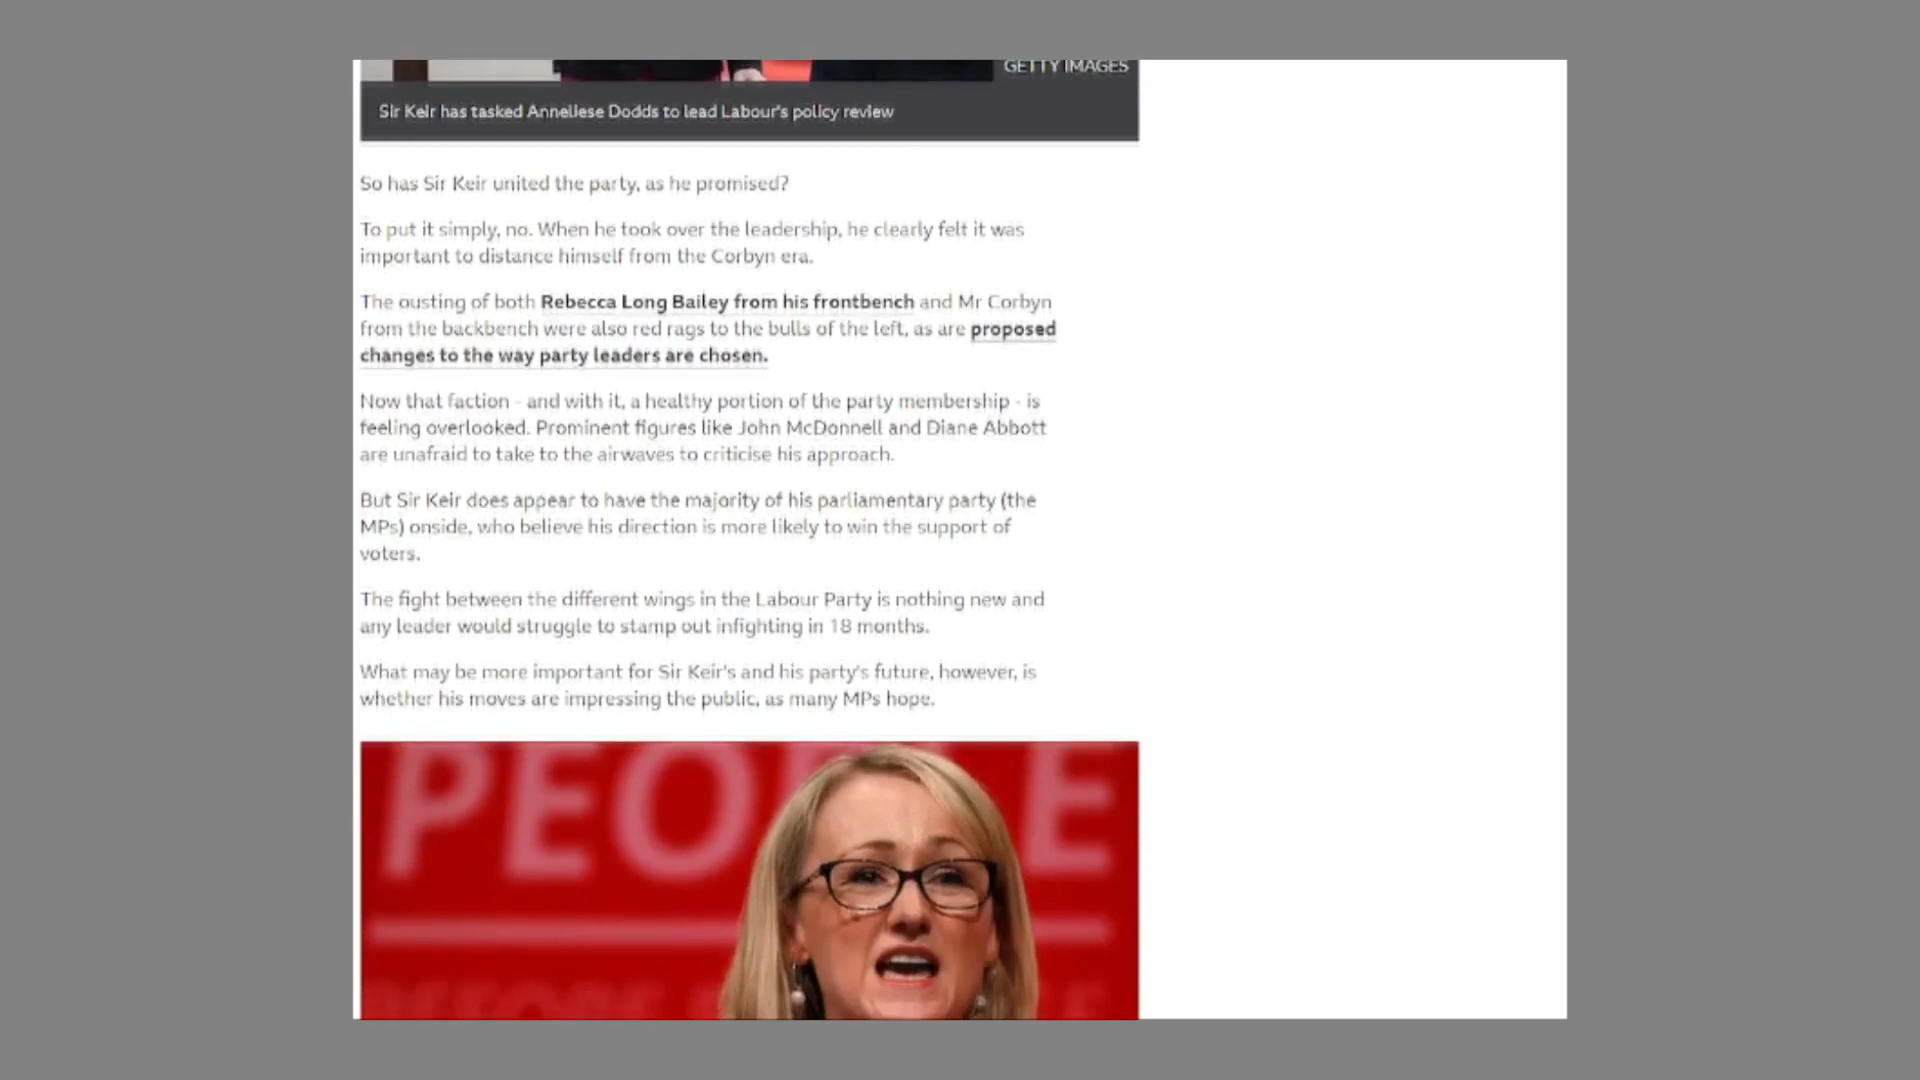 GETTY IMAGES
Sir Keir has tasked Anneliese Dodds to lead Labour's policy review
So has Sir Keir united the party, as he promised?
To put it simply, no. When he took over the leadership, he clearly felt it was
important to distance himself from the Corbyn era.
The ousting of both Rebecca Long Bailey from his frontbench and Mr Corbyn
from the backbench were also red rags to the bulls of the left, as are proposed
changes to the way party leaders are chosen.
Now that faction - and with it, a healthy portion of the party membership - is
feeling overlooked. Prominent figures like John McDonnell and Diane Abbott
are unafraid to take to the airwaves to criticise his approach.
But Sir Keir does appear to have the majority of his parliamentary party (the
MPs) onside, who believe his direction is more likely to win the support of
voters.
The fight between the different wings in the Labour Party is nothing new and
any leader would struggle to stamp out infighting in 18 months.
What may be more important for Sir Keir's and his party's future, however, is
whether his moves are impressing the public, as many MPs hope.
PEOPLE
BEFORE